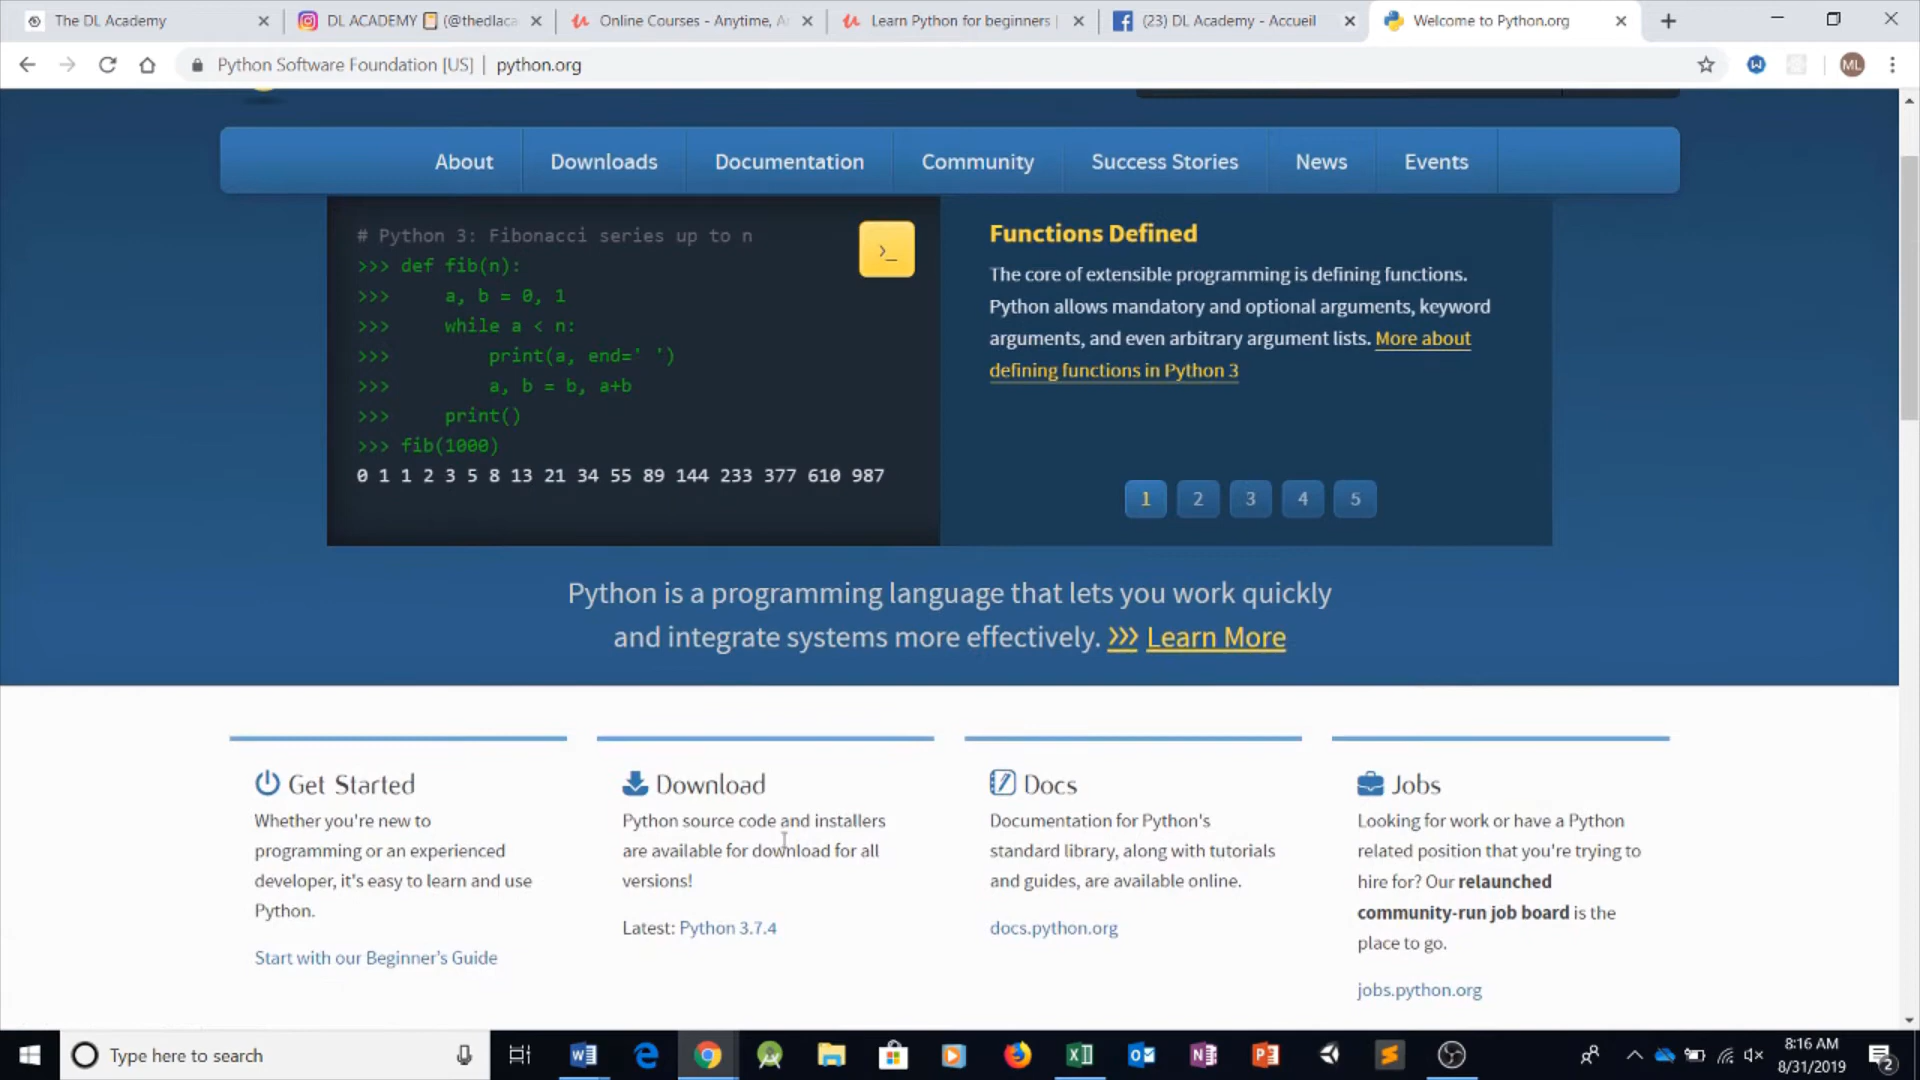 The DL Academy
DL ACADEMY 📋 (@thedlaca
Online Courses - Anytime, A
Learn Python for beginners |
(23) DL Academy - Accueil
Welcome to Python.org
Python Software Foundation [US] | python.org
ML
About
Downloads
Documentation
Community
Success Stories
News
Events
# Python 3: Fibonacci series up to n
>>> def fib(n):
>>>     a, b = 0, 1
>>>     while a < n:
>>>         print(a, end=' ')
>>>         a, b = b, a+b
>>>     print()
>>> fib(1000)
0 1 1 2 3 5 8 13 21 34 55 89 144 233 377 610 987
>_
Functions Defined
The core of extensible programming is defining functions.
Python allows mandatory and optional arguments, keyword
arguments, and even arbitrary argument lists. More about
defining functions in Python 3
1 2 3 4 5
Python is a programming language that lets you work quickly
and integrate systems more effectively. >>> Learn More
Get Started
Whether you're new to
programming or an experienced
developer, it's easy to learn and use
Python.
Start with our Beginner's Guide
Download
Python source code and installers
are available for download for all
versions!
Latest: Python 3.7.4
Docs
Documentation for Python's
standard library, along with tutorials
and guides, are available online.
docs.python.org
Jobs
Looking for work or have a Python
related position that you're trying to
hire for? Our relaunched
community-run job board is the
place to go.
jobs.python.org
Type here to search
8:16 AM
8/31/2019
2